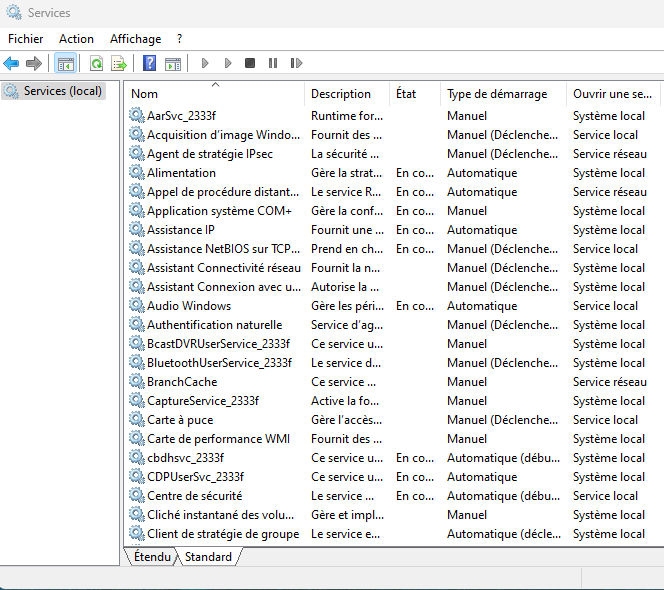 Services
Fichier Action Affichage ?
Services (local)
Nom Description État Type de démarrage Ouvrir une se...
AarSvc_2333f Runtime for... Manuel Système local
Acquisition d'image Windo... Fournit des ... Manuel (Déclenche... Service local
Agent de stratégie IPsec La sécurité ... Manuel (Déclenche... Service réseau
Alimentation Gère la strat... En co... Automatique Système local
Appel de procédure distant... Le service R... En co... Automatique Service réseau
Application système COM+ Gère la conf... En co... Manuel Système local
Assistance IP Fournit une ... En co... Automatique Système local
Assistance NetBIOS sur TCP... Prend en ch... En co... Manuel (Déclenche... Service local
Assistant Connectivité réseau Fournit la n... Manuel (Déclenche... Système local
Assistant Connexion avec u... Autorise la ... Manuel (Déclenche... Système local
Audio Windows Gère les péri... En co... Automatique Service local
Authentification naturelle Service d'ag... Manuel (Déclenche... Système local
BcastDVRUserService_2333f Ce service u... Manuel Système local
BluetoothUserService_2333f Le service d... Manuel (Déclenche... Système local
BranchCache Ce service ... Manuel Service réseau
CaptureService_2333f Active la fo... Manuel Système local
Carte à puce Gère l'accès... Manuel (Déclenche... Service local
Carte de performance WMI Fournit des ... Manuel Système local
cbdhsvc_2333f Ce service u... En co... Automatique (débu... Système local
CDPUserSvc_2333f Ce service u... En co... Automatique Système local
Centre de sécurité Le service ... En co... Automatique (débu... Service local
Cliché instantané des volu... Gère et impl... Manuel Système local
Client de stratégie de groupe Le service e... Automatique (décle... Système local
Étendu Standard